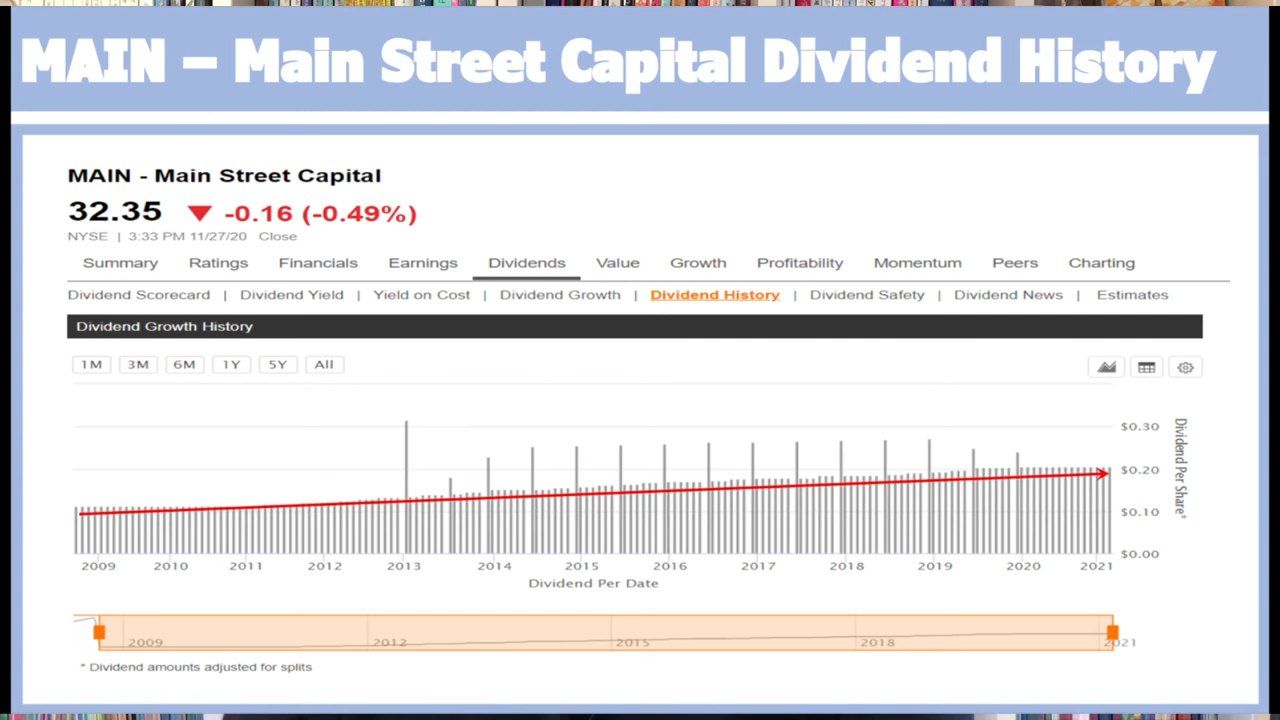 MAIN – Main Street Capital Dividend History
MAIN - Main Street Capital
32.35 ▼ -0.16 (-0.49%)
NYSE | 3:33 PM 11/27/20 Close
Summary Ratings Financials Earnings Dividends Value Growth Profitability Momentum Peers Charting
Dividend Scorecard | Dividend Yield | Yield on Cost | Dividend Growth | Dividend History | Dividend Safety | Dividend News | Estimates
Dividend Growth History
1M 3M 6M 1Y 5Y All
$0.30
$0.20
$0.10
$0.00
Dividend Per Share*
2009 2010 2011 2012 2013 2014 2015 2016 2017 2018 2019 2020 2021
Dividend Per Date
2009 2012 2015 2018 2021
* Dividend amounts adjusted for splits